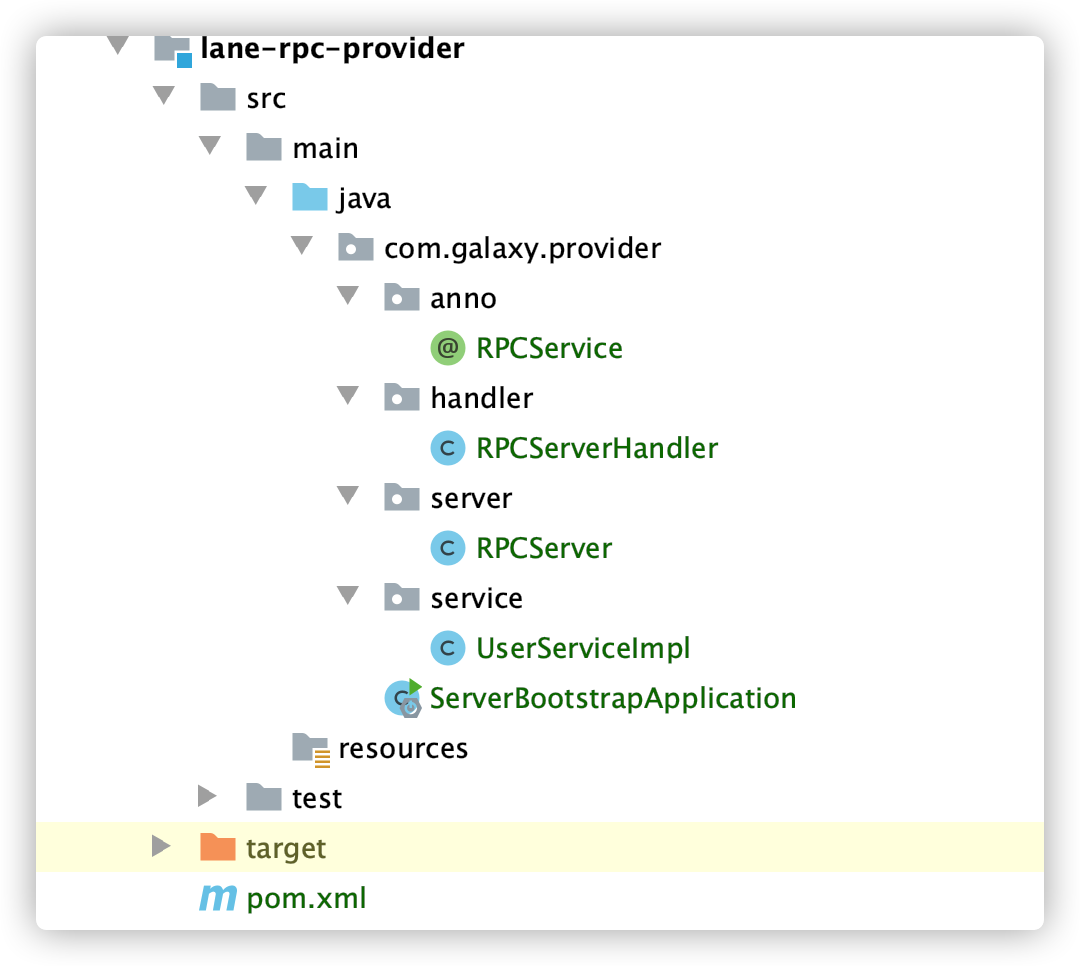 lane-rpc-provider
src
main
java
com.galaxy.provider
anno
@ RPCService
handler
C RPCServerHandler
server
C RPCServer
service
C UserServiceImpl
C ServerBootstrapApplication
resources
test
target
m pom.xml